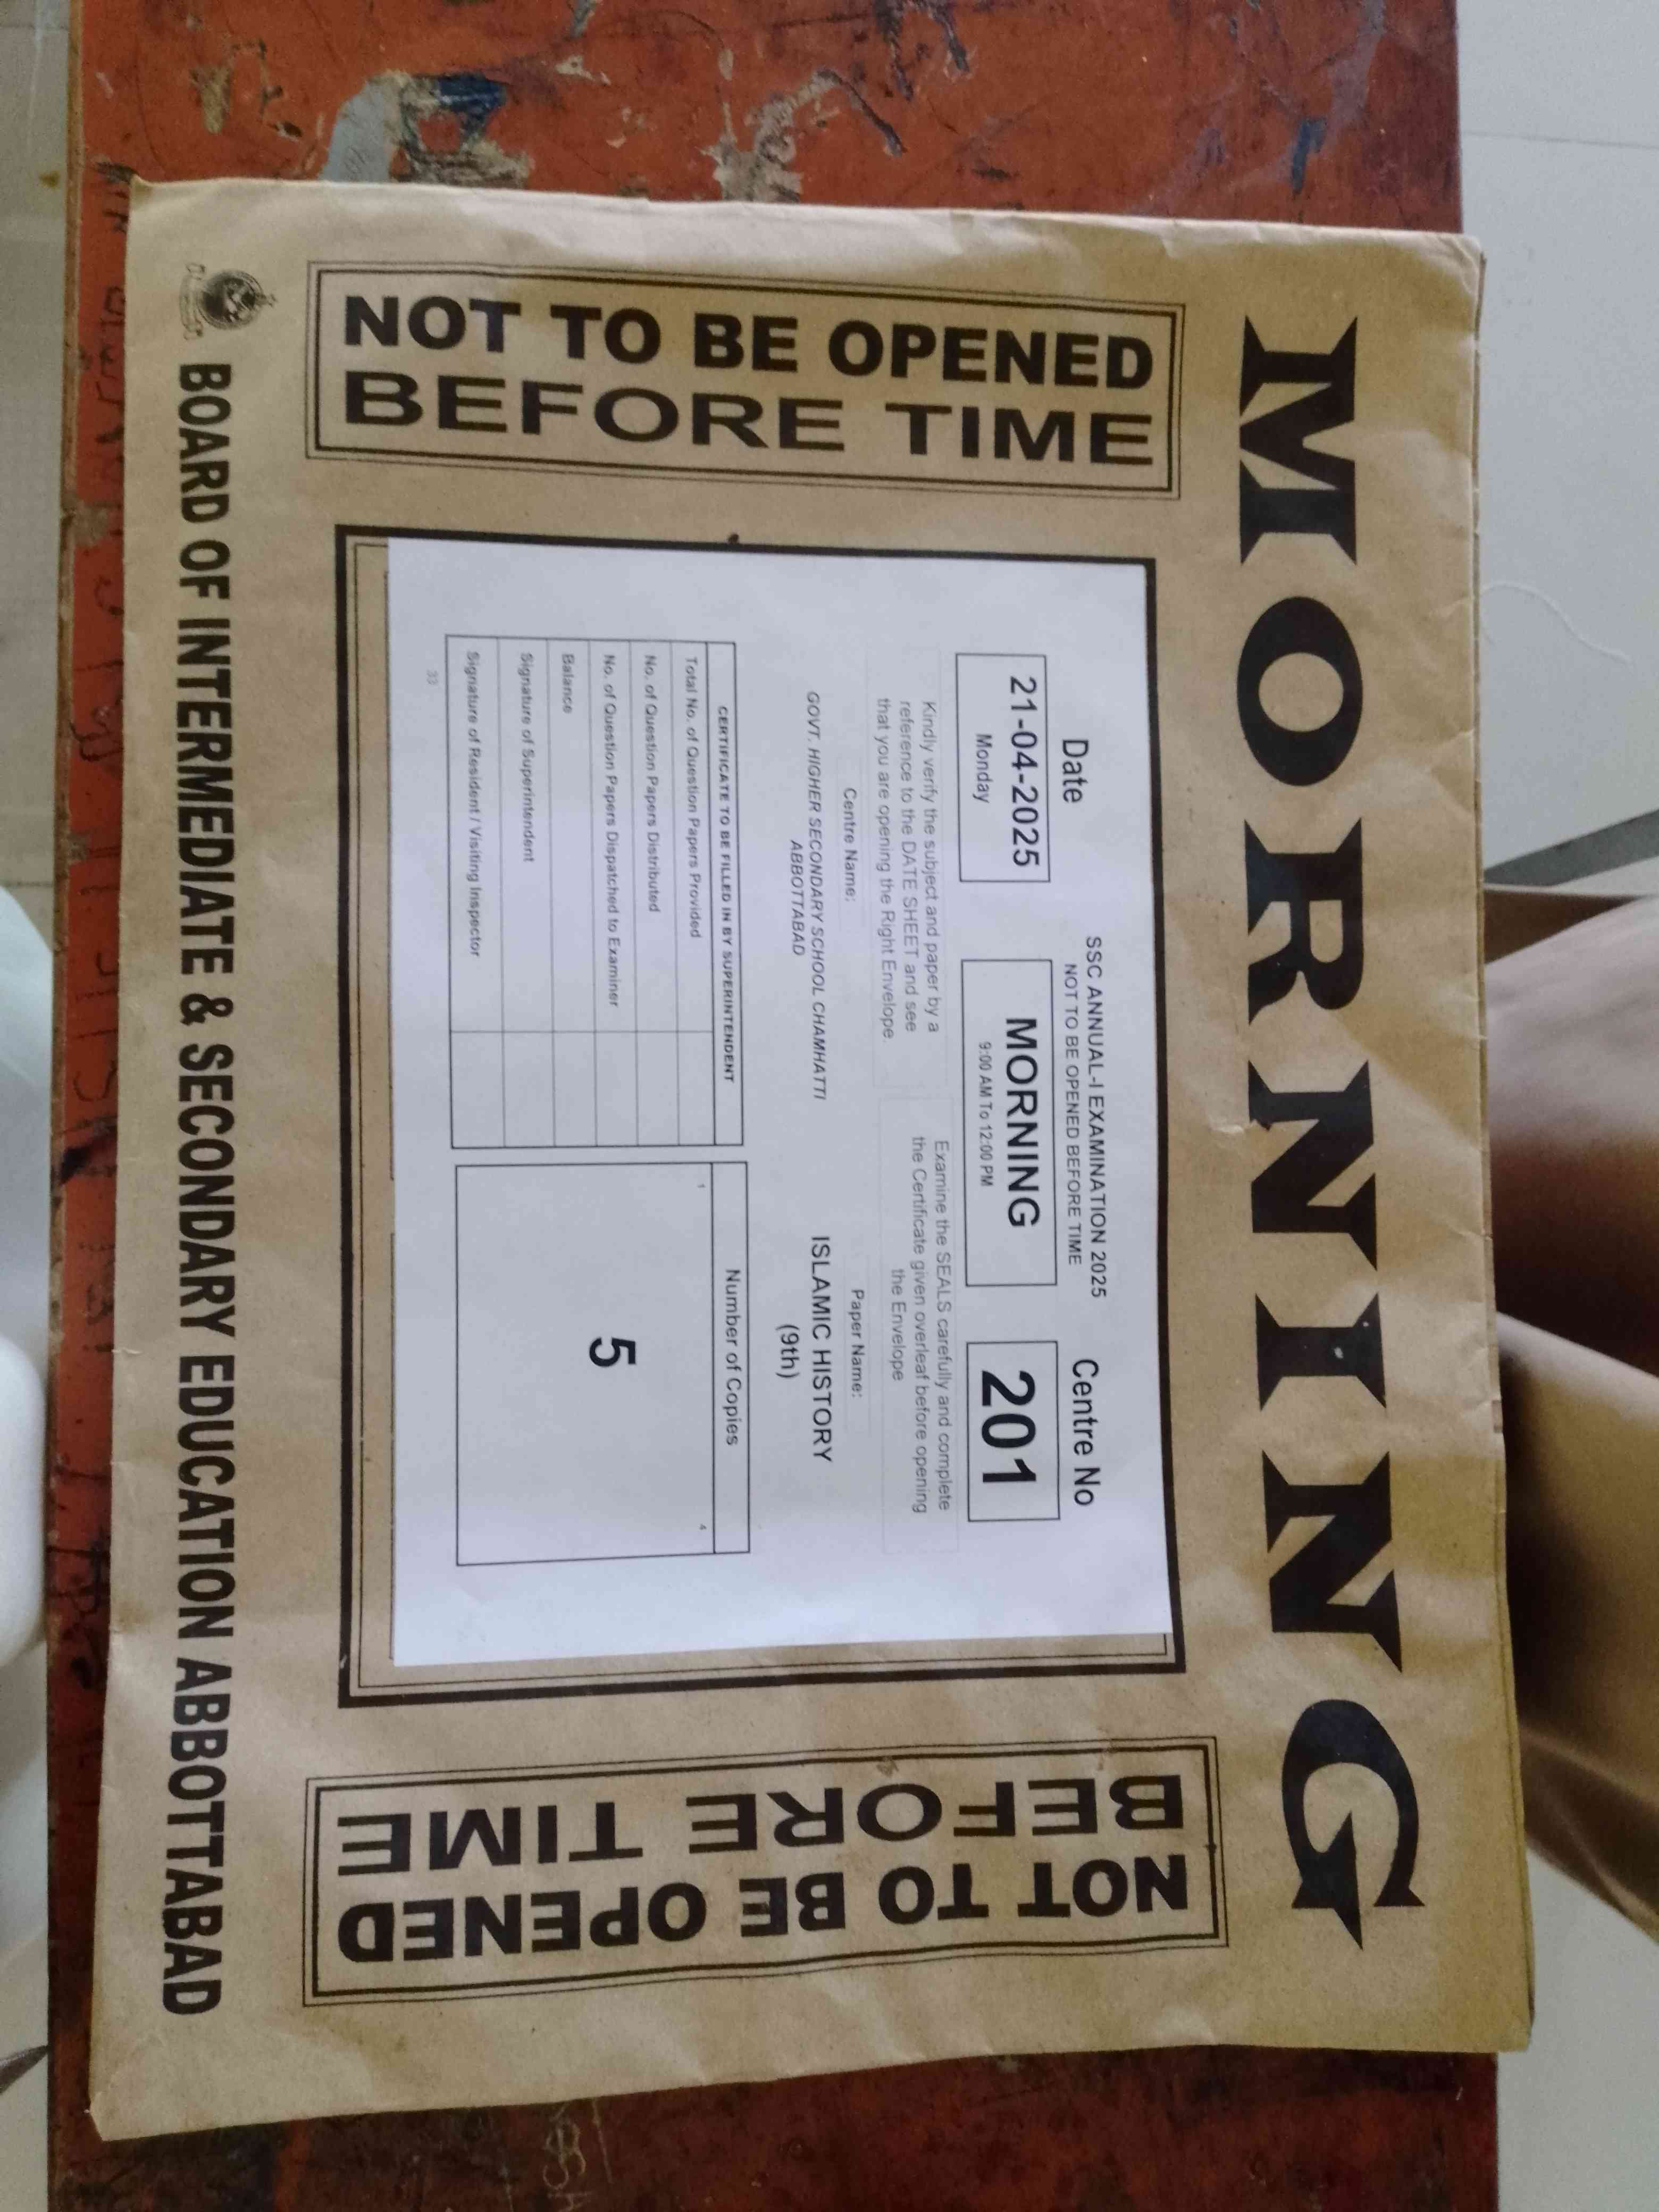 MORNING
NOT TO BE OPENED
BEFORE TIME
SSC ANNUAL-I EXAMINATION 2025
NOT TO BE OPENED BEFORE TIME
Date
Centre No
21-04-2025
Monday
MORNING
9:00 AM To 12:00 PM
201
Kindly verify the subject and paper by a
reference to the DATE SHEET and see
that you are opening the Right Envelope.
Examine the SEALS carefully and complete
the Certificate given overleaf before opening
the Envelope
Centre Name:
GOVT. HIGHER SECONDARY SCHOOL CHAMHATTI
ABBOTTABAD
Paper Name:
ISLAMIC HISTORY
(9th)
CERTIFICATE TO BE FILLED IN BY SUPERINTENDENT
Total No. of Question Papers Provided
No. of Question Papers Distributed
No. of Question Papers Dispatched to Examiner
Balance
Signature of Superintendent
Signature of Resident / Visiting Inspector
Number of Copies
1
4
5
33
NOT TO BE OPENED
BEFORE TIME
BOARD OF INTERMEDIATE & SECONDARY EDUCATION ABBOTTABAD